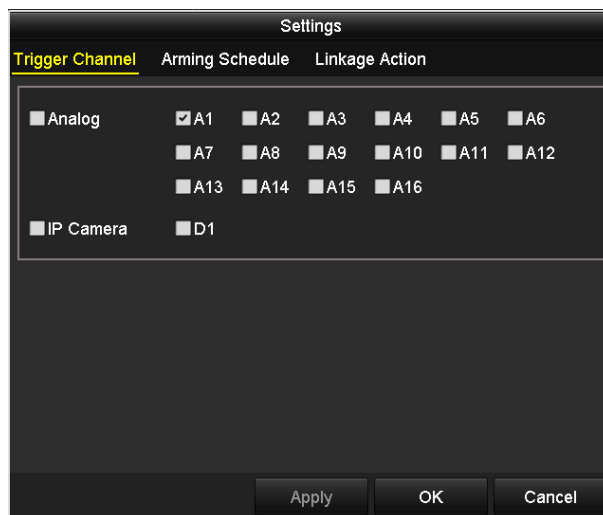 Settings
Trigger Channel Arming Schedule Linkage Action
Analog A1 A2 A3 A4 A5 A6
A7 A8 A9 A10 A11 A12
A13 A14 A15 A16
IP Camera D1
Apply OK Cancel